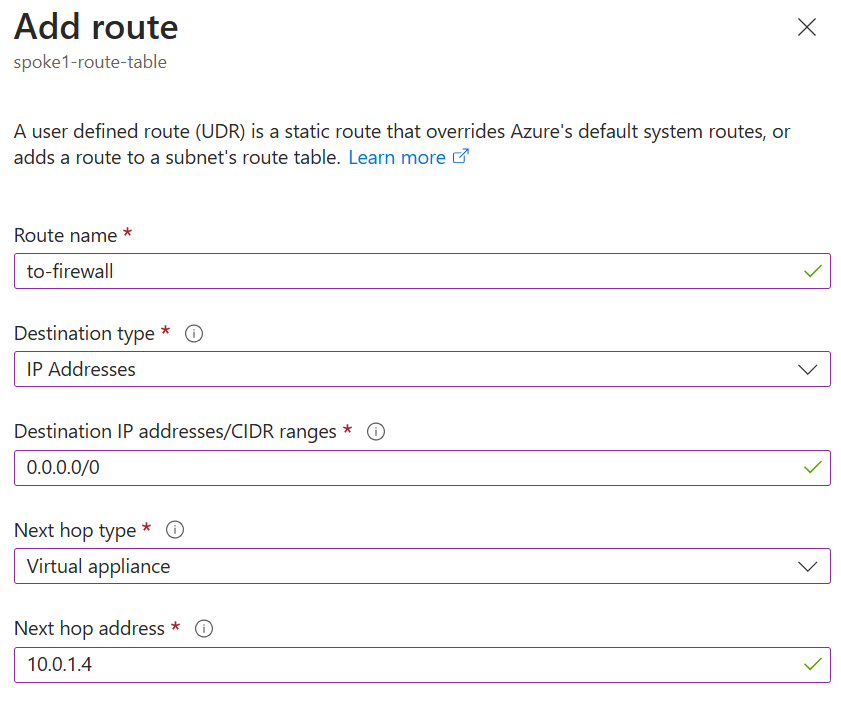 Add route
spoke1-route-table
A user defined route (UDR) is a static route that overrides Azure's default system routes, or
adds a route to a subnet's route table. Learn more
Route name *
to-firewall
Destination type *
IP Addresses
Destination IP addresses/CIDR ranges *
0.0.0.0/0
Next hop type *
Virtual appliance
Next hop address *
10.0.1.4